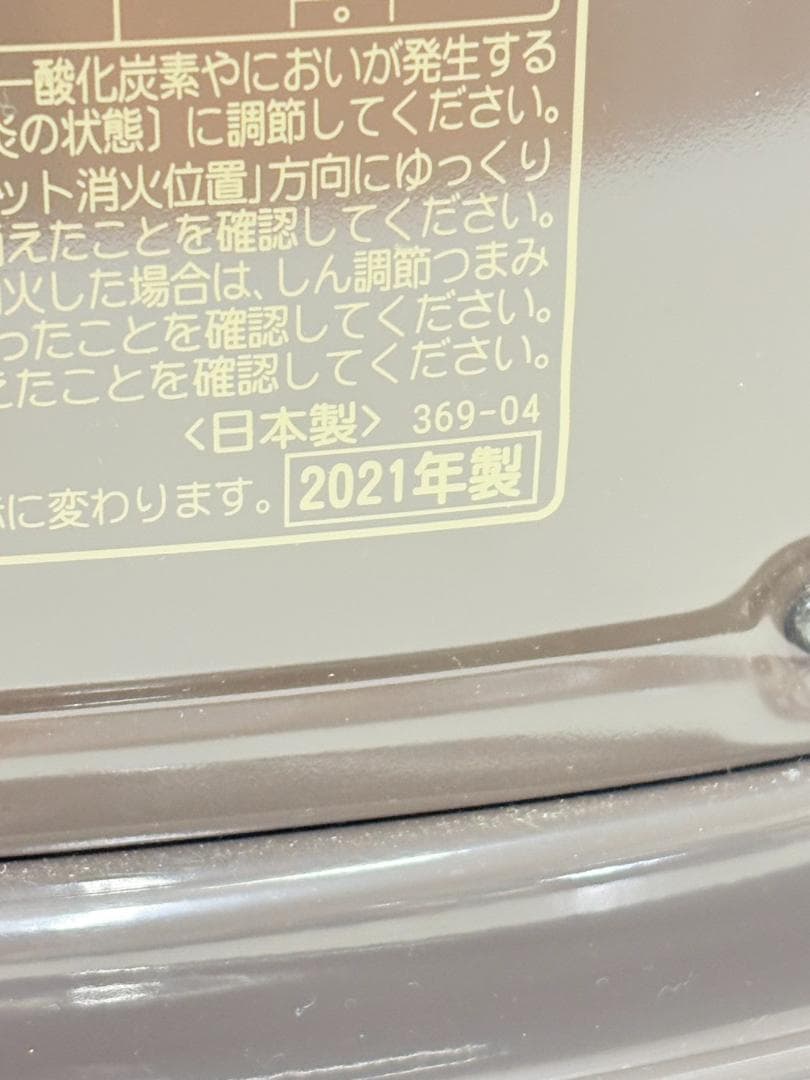 一酸化炭素やにおいが発生する
炎の状態〕に調節してください。
ット消火位置」方向にゆっくり
消えたことを確認してください。
火した場合は、しん調節つまみ
ったことを確認してください。
えたことを確認してください。
<日本製> 369-04
に変わります。 2021年製